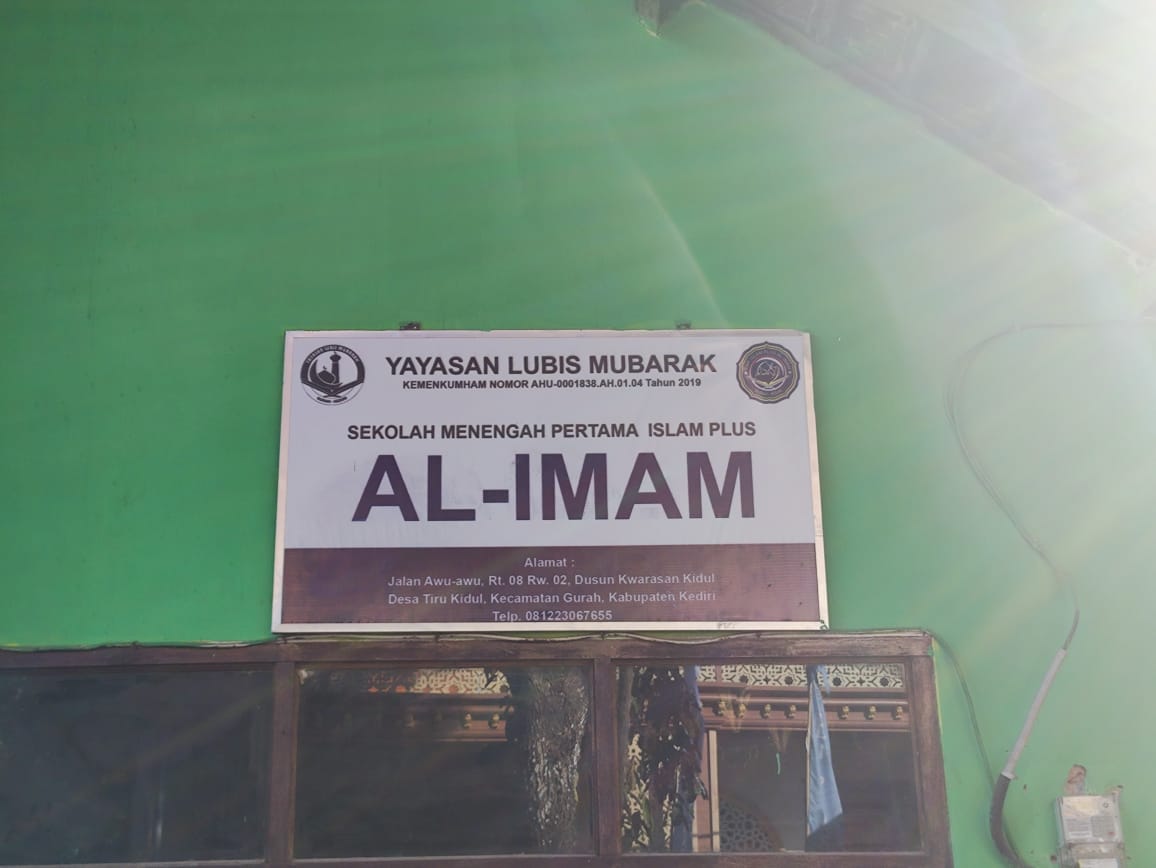 YAYASAN LUBIS MUBARAK
KEMENKUMHAM NOMOR AHU-0001838.AH.01.04 Tahun 2019
SEKOLAH MENENGAH PERTAMA ISLAM PLUS
AL-IMAM
Alamat :
Jalan Awu-awu, Rt. 08 Rw. 02, Dusun Kwarasan Kidul
Desa Tiru Kidul, Kecamatan Gurah, Kabupaten Kediri
Telp. 081223067655